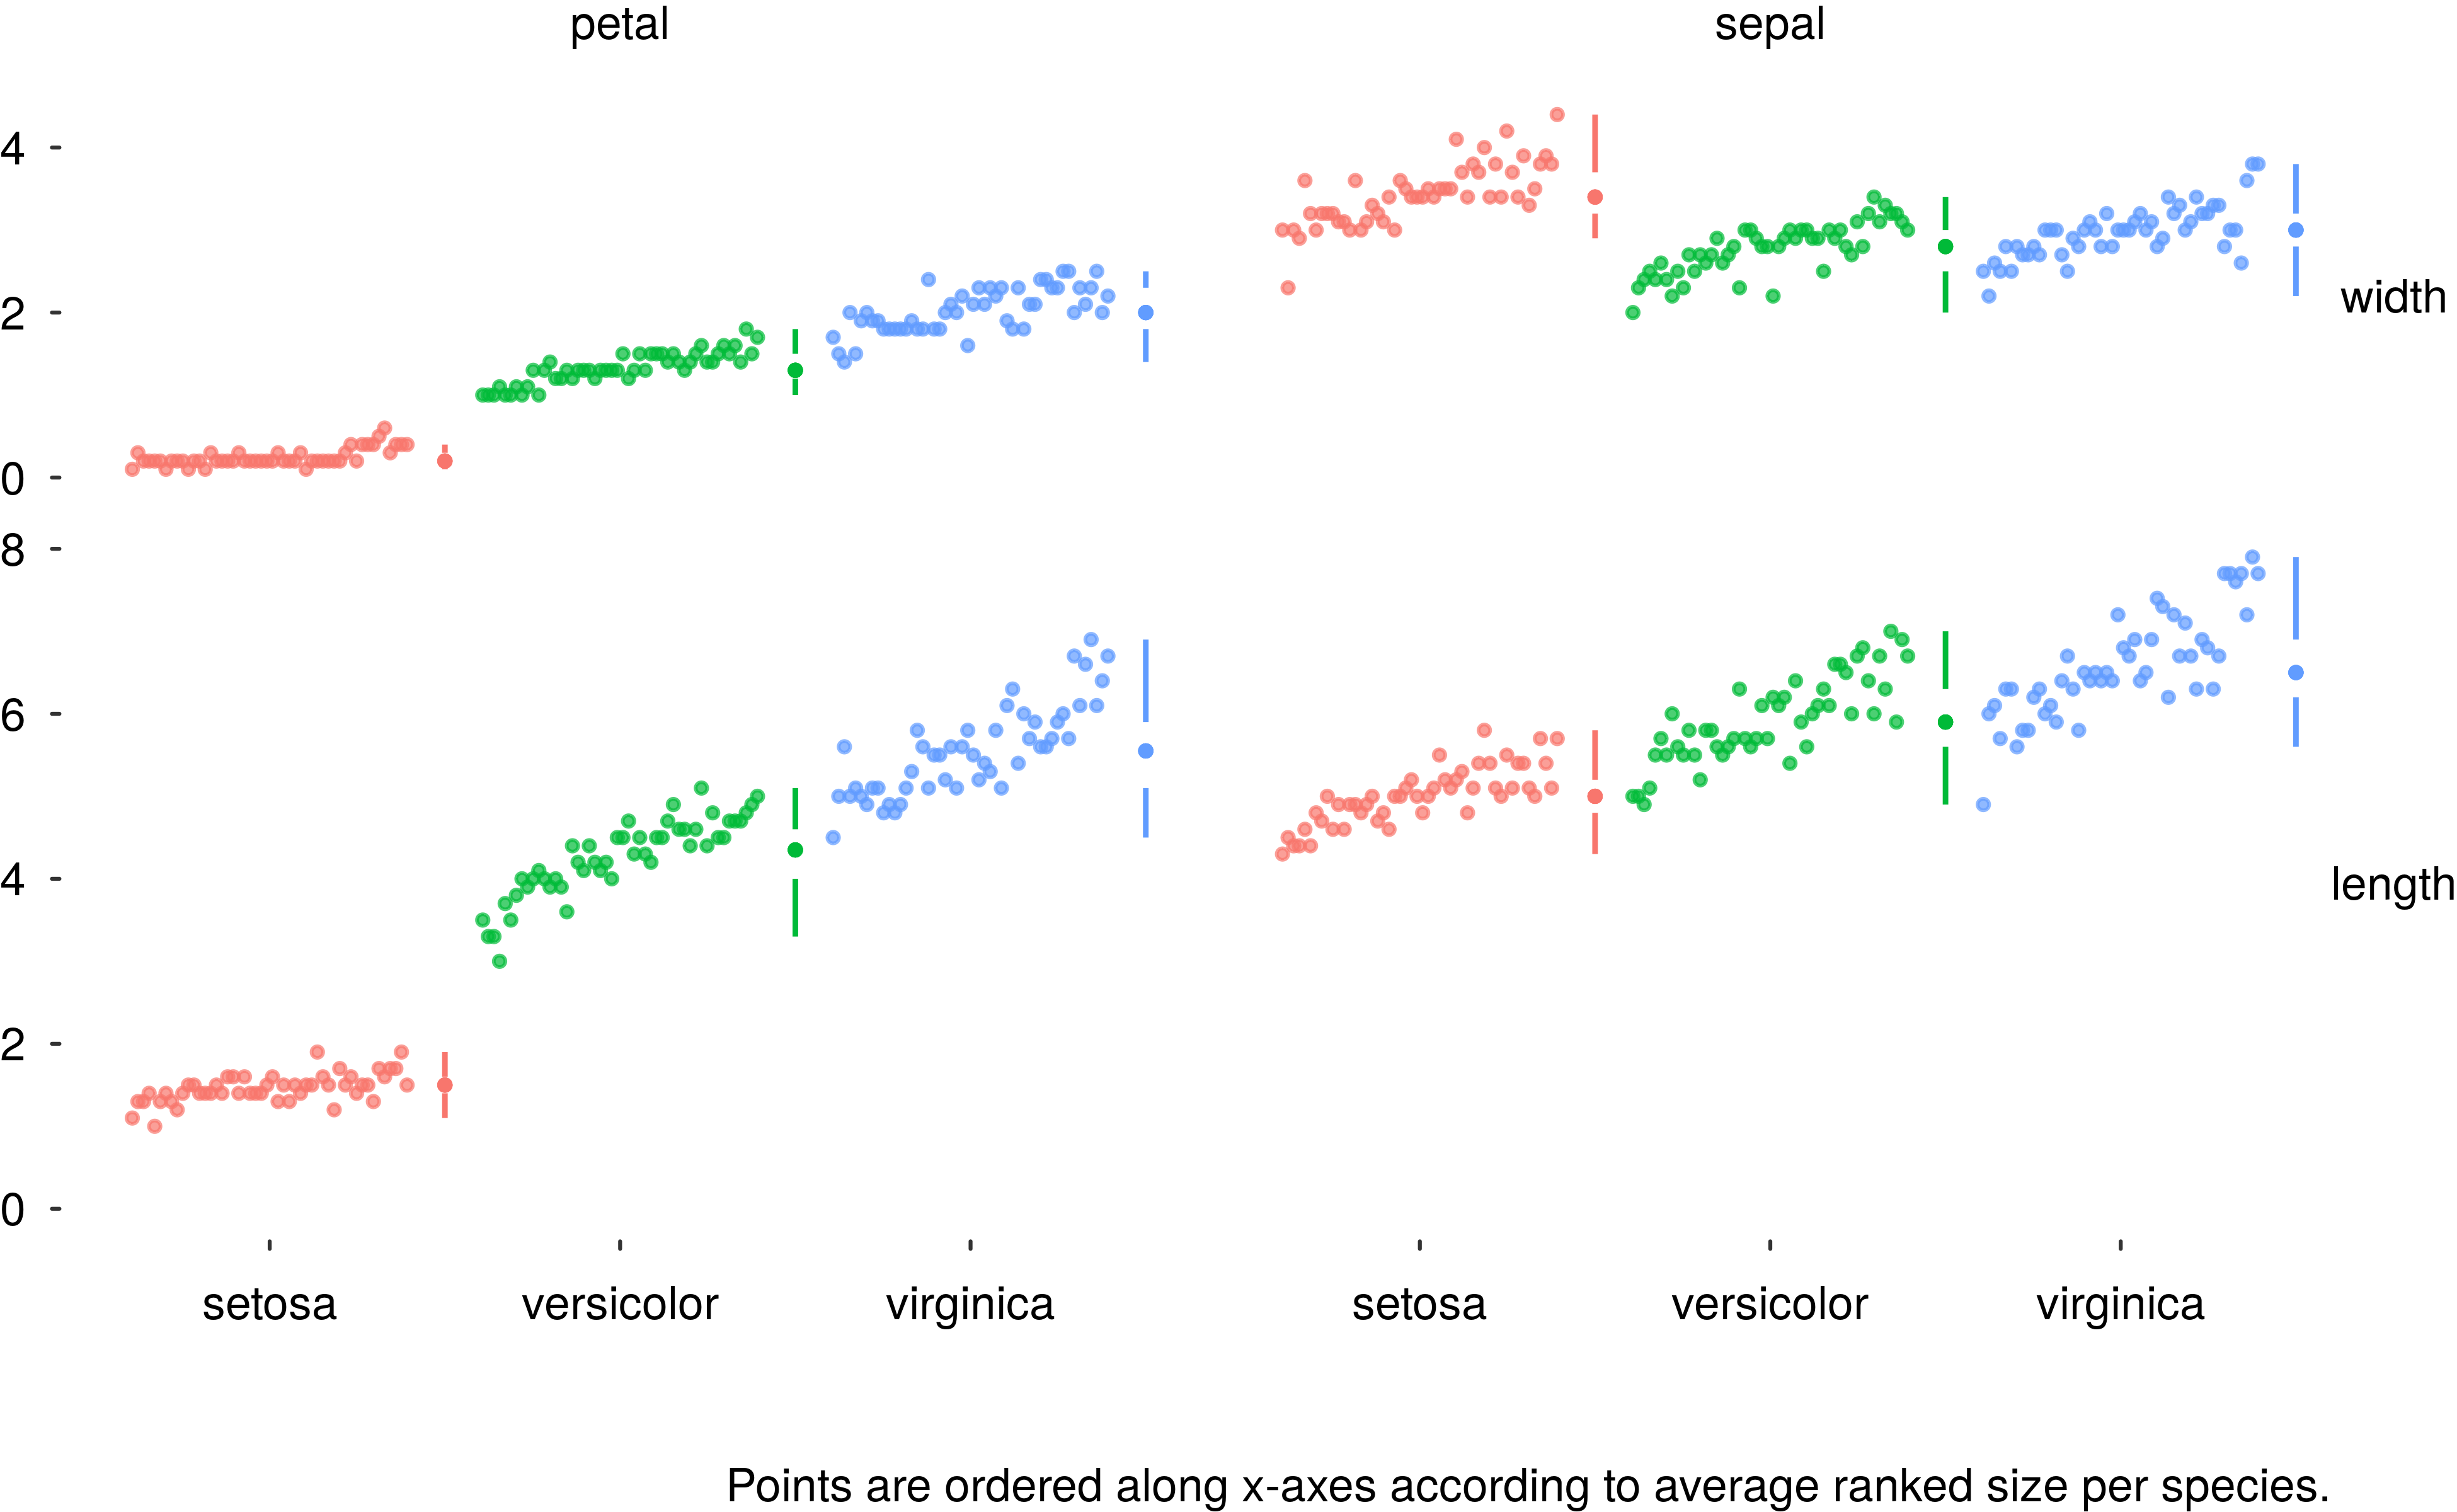 petal
sepal
4
2
0
width
8
6
4
2
0
length
setosa
versicolor
virginica
setosa
versicolor
virginica
Points are ordered along x-axes according to average ranked size per species.